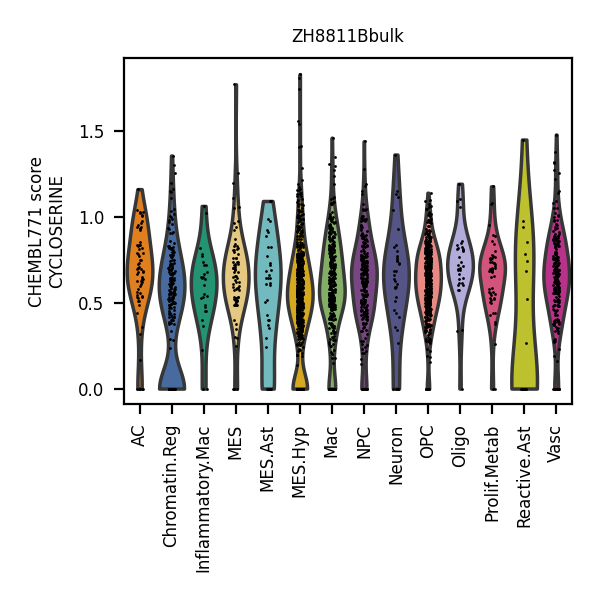 ZH8811Bbulk
CHEMBL771 score
CYCLOSERINE
1.5
1.0
0.5
0.0
AC
Chromatin.Reg
Inflammatory.Mac
MES
MES.Ast
MES.Hyp
Mac
NPC
Neuron
OPC
Oligo
Prolif.Metab
Reactive.Ast
Vasc